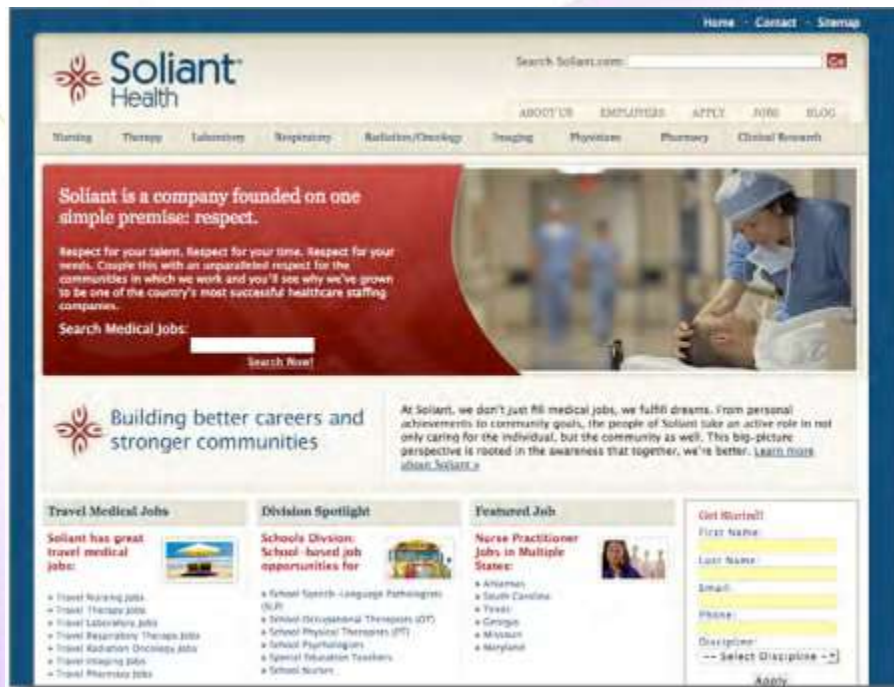 Home - Contact - Sitemap
Soliant
Health
Search Soliant.com:
Go
ABOUT US EMPLOYERS APPLY JOBS BLOG
Nursing Therapy Laboratory Respiratory Radiation/Oncology Imaging Physicians Pharmacy Clinical Research
Soliant is a company founded on one
simple premise: respect.
Respect for your talent. Respect for your time. Respect for your
needs. Couple this with an unparalleled respect for the
communities in which we work and you'll see why we've grown
to be one of the country's most successful healthcare staffing
companies.
Search Medical Jobs:
Search Now!
Building better careers and
stronger communities
At Soliant, we don't just fill medical jobs, we fulfill dreams. From personal
achievements to community goals, the people of Soliant take an active role in not
only caring for the individual, but the community as well. This big-picture
perspective is rooted in the awareness that together, we're better. Learn more
about Soliant »
Travel Medical Jobs
Soliant has great
travel medical
jobs:
» Travel Nursing Jobs
» Travel Therapy Jobs
» Travel Laboratory Jobs
» Travel Respiratory Therapy Jobs
» Travel Radiation Oncology Jobs
» Travel Imaging Jobs
» Travel Pharmacy Jobs
Division Spotlight
Schools Division:
School-based job
opportunities for
» School Speech-Language Pathologists
(SLP)
» School Occupational Therapists (OT)
» School Physical Therapists (PT)
» School Psychologists
» Special Education Teachers
» School Nurses
Featured Job
Nurse Practitioner
Jobs in Multiple
States:
» Arkansas
» South Carolina
» Texas
» Georgia
» Missouri
» Maryland
Get Started!
First Name:
Last Name:
Email:
Phone:
Discipline:
-- Select Discipline --
Apply